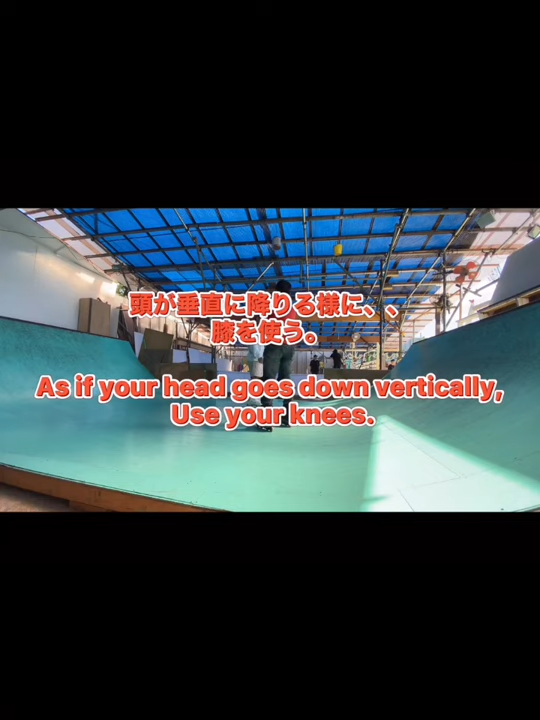 頭が垂直に降りる様に、、
膝を使う。
As if your head goes down vertically,
Use your knees.